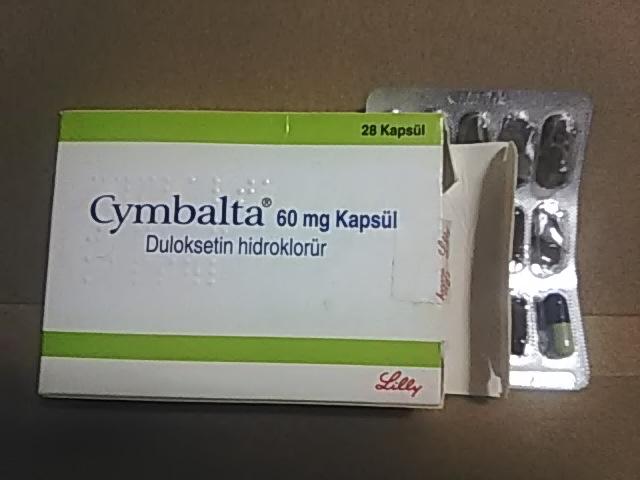 28 Kapsül
Cymbalta® 60 mg Kapsül
Duloksetin hidroklorür
Lilly